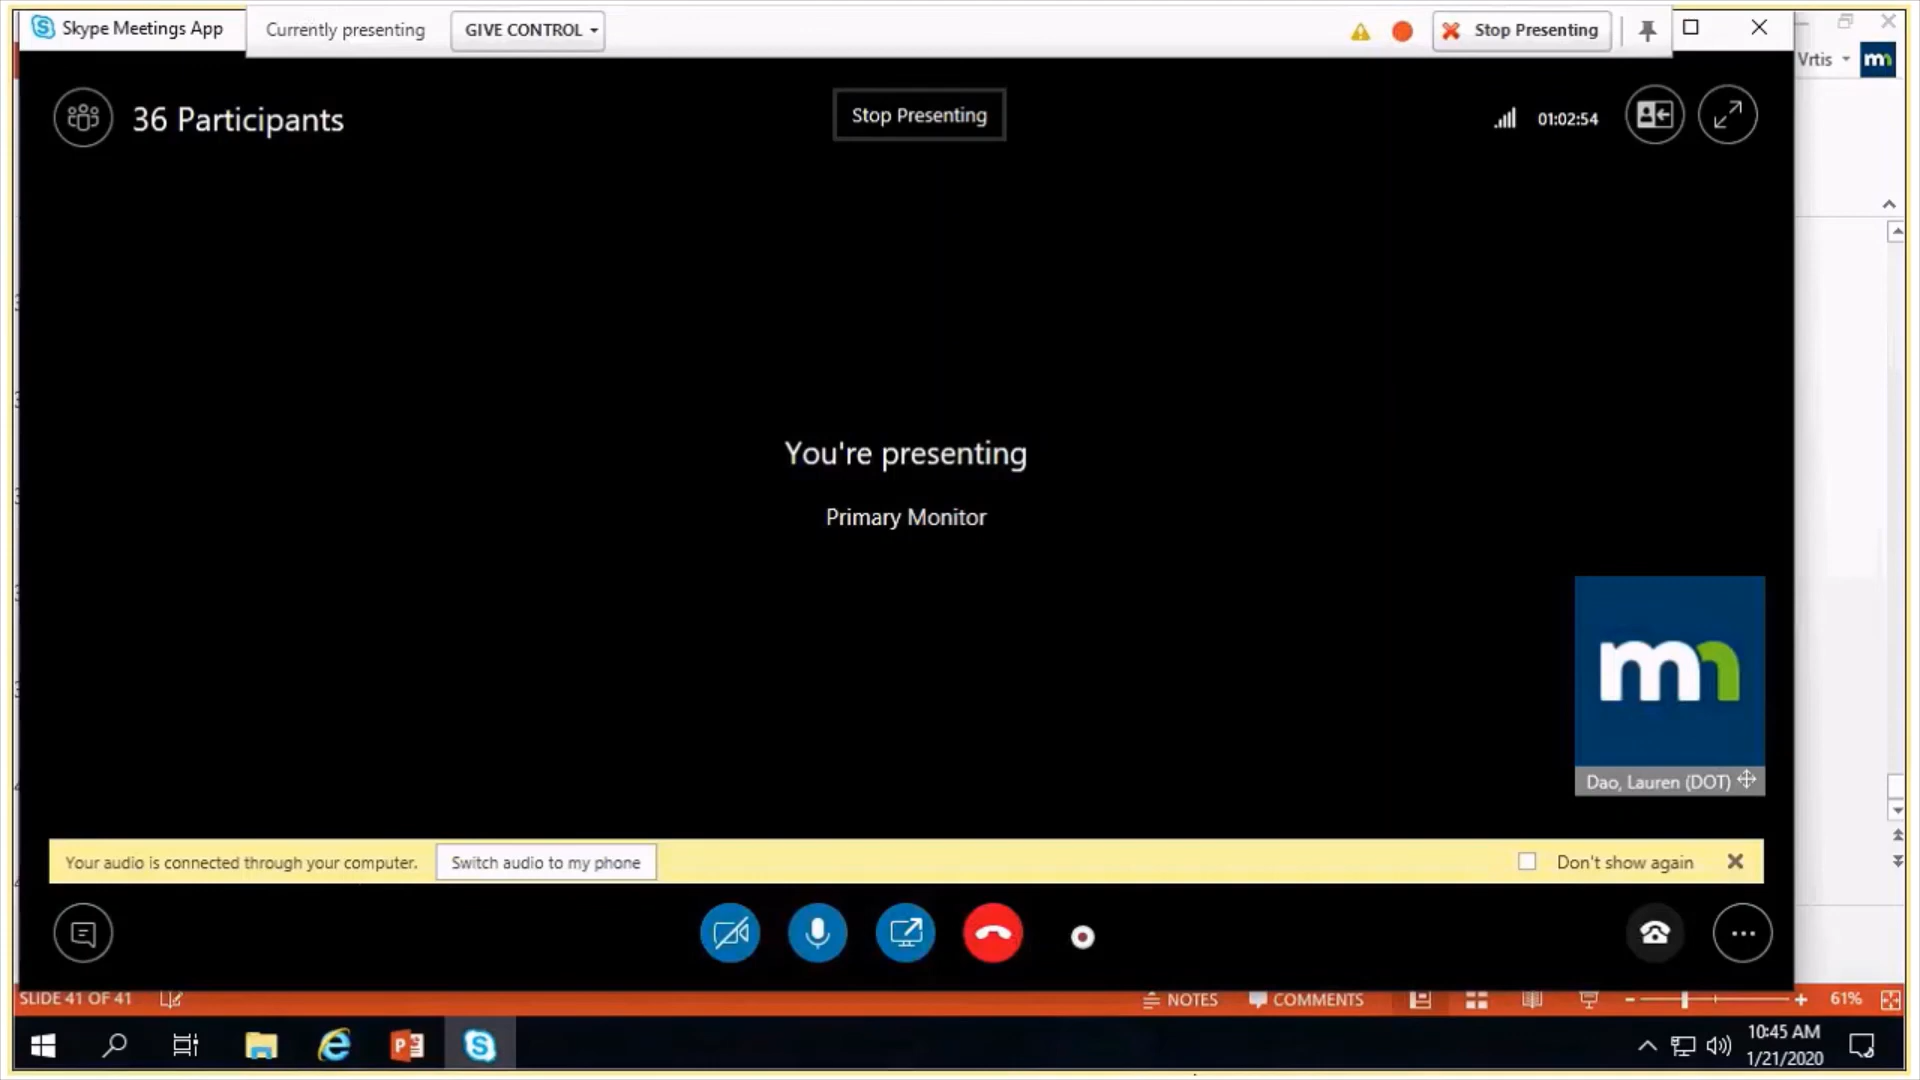 Skype Meetings App
Currently presenting
GIVE CONTROL
Stop Presenting
Vrtis
mn
36 Participants
Stop Presenting
01:02:54
You're presenting
Primary Monitor
mn
Dao, Lauren (DOT)
Your audio is connected through your computer.
Switch audio to my phone
Don't show again
SLIDE 41 OF 41
NOTES
COMMENTS
61%
10:45 AM
1/21/2020